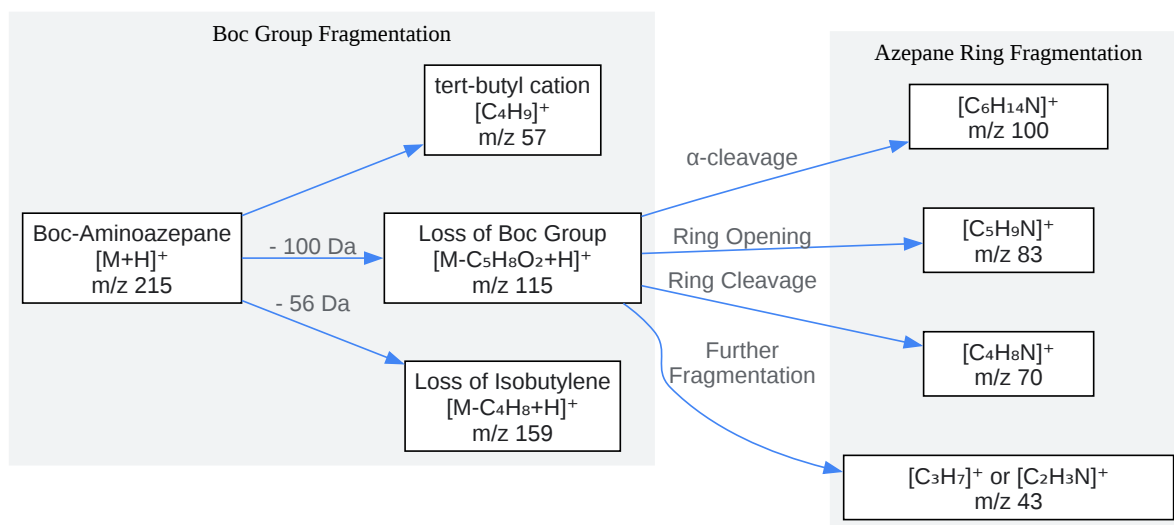 Boc Group Fragmentation
tert-butyl cation
[C₄H₉]⁺
m/z 57
Boc-Aminoazepane
[M+H]⁺
m/z 215
- 100 Da
- 56 Da
Loss of Boc Group
[M-C₅H₈O₂+H]⁺
m/z 115
Loss of Isobutylene
[M-C₄H₈+H]⁺
m/z 159
α-cleavage
Ring Opening
Ring Cleavage
Further
Fragmentation
Azepane Ring Fragmentation
[C₆H₁₄N]⁺
m/z 100
[C₅H₉N]⁺
m/z 83
[C₄H₈N]⁺
m/z 70
[C₃H₇]⁺ or [C₂H₃N]⁺
m/z 43